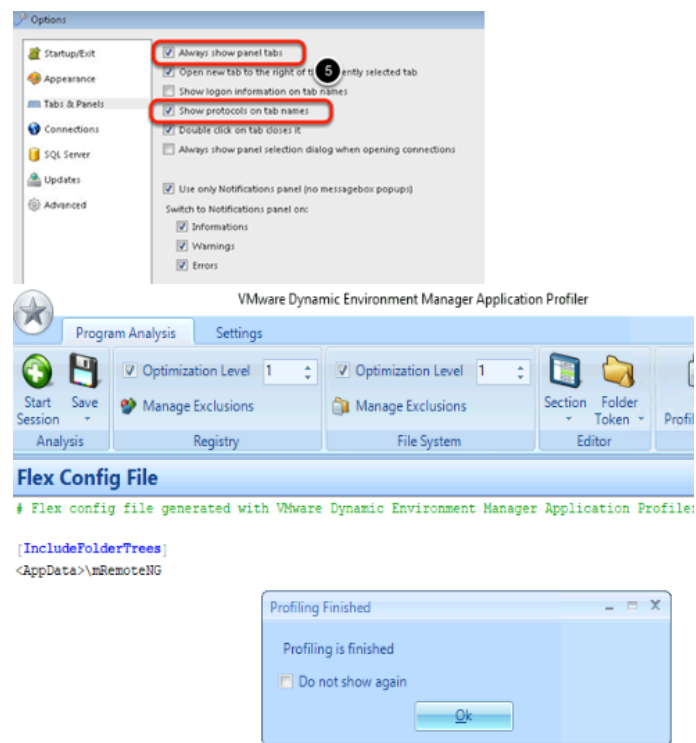 Options
Startup/Exit
Appearance
Tabs & Panels
Connections
SQL Server
Updates
Advanced
Always show panel tabs
Open new tab to the right of t 5 ently selected tab
Show logon information on tab names
Show protocols on tab names
Double click on tab closes it
Always show panel selection dialog when opening connections
Use only Notifications panel (no messagebox popups)
Switch to Notifications panel on:
Informations
Warnings
Errors
VMware Dynamic Environment Manager Application Profiler
Program Analysis Settings
Optimization Level 1 Optimization Level 1
Start Session Save Manage Exclusions Manage Exclusions Section Folder Token Profil
Analysis Registry File System Editor
Flex Config File
# Flex config file generated with VMware Dynamic Environment Manager Application Profiler
[IncludeFolderTrees]
<AppData>\mRemoteNG
Profiling Finished
Profiling is finished
Do not show again
Ok